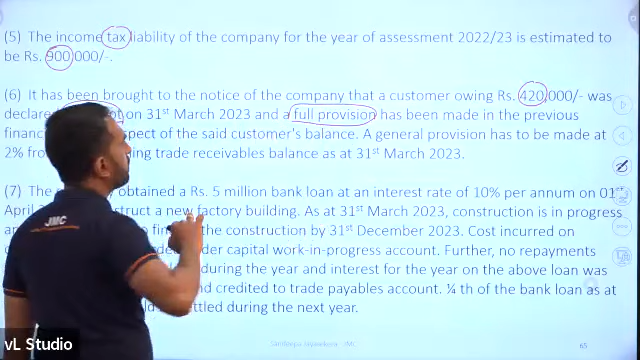 (5) The income tax liability of the company for the year of assessment 2022/23 is estimated to
be Rs. 900,000/-.
(6) It has been brought to the notice of the company that a customer owing Rs. 420,000/- was
declared on 31st March 2023 and a full provision has been made in the previous
financ spect of the said customer's balance. A general provision has to be made at
2% fro ing trade receivables balance as at 31st March 2023.
(7) The obtained a Rs. 5 million bank loan at an interest rate of 10% per annum on 01st
April struct a new factory building. As at 31st March 2023, construction is in progress
the construction by 31st December 2023. Cost incurred on
der capital work-in-progress account. Further, no repayments
during the year and interest for the year on the above loan was
nd credited to trade payables account. ¼ th of the bank loan as at
ettled during the next year.
JMC
vL Studio
65